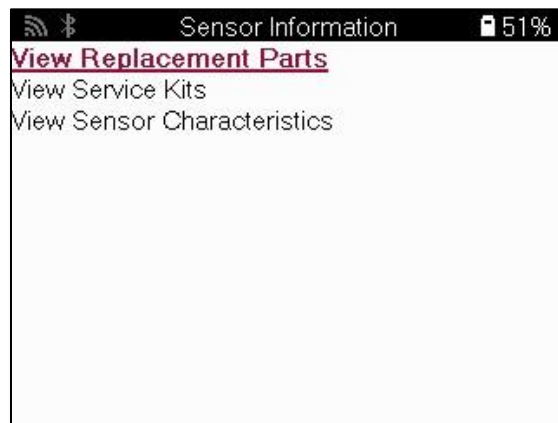 Sensor Information 51%
View Replacement Parts
View Service Kits
View Sensor Characteristics